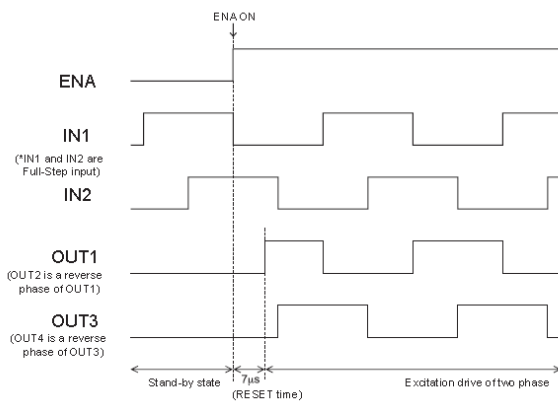 ENA ON
ENA
IN1
(*IN1 and IN2 are
Full-Step input)
IN2
OUT1
(OUT2 is a reverse
phase of OUT1)
OUT3
(OUT4 is a reverse
phase of OUT3)
Stand-by state
7μs
(RESET time)
Excitation drive of two phase